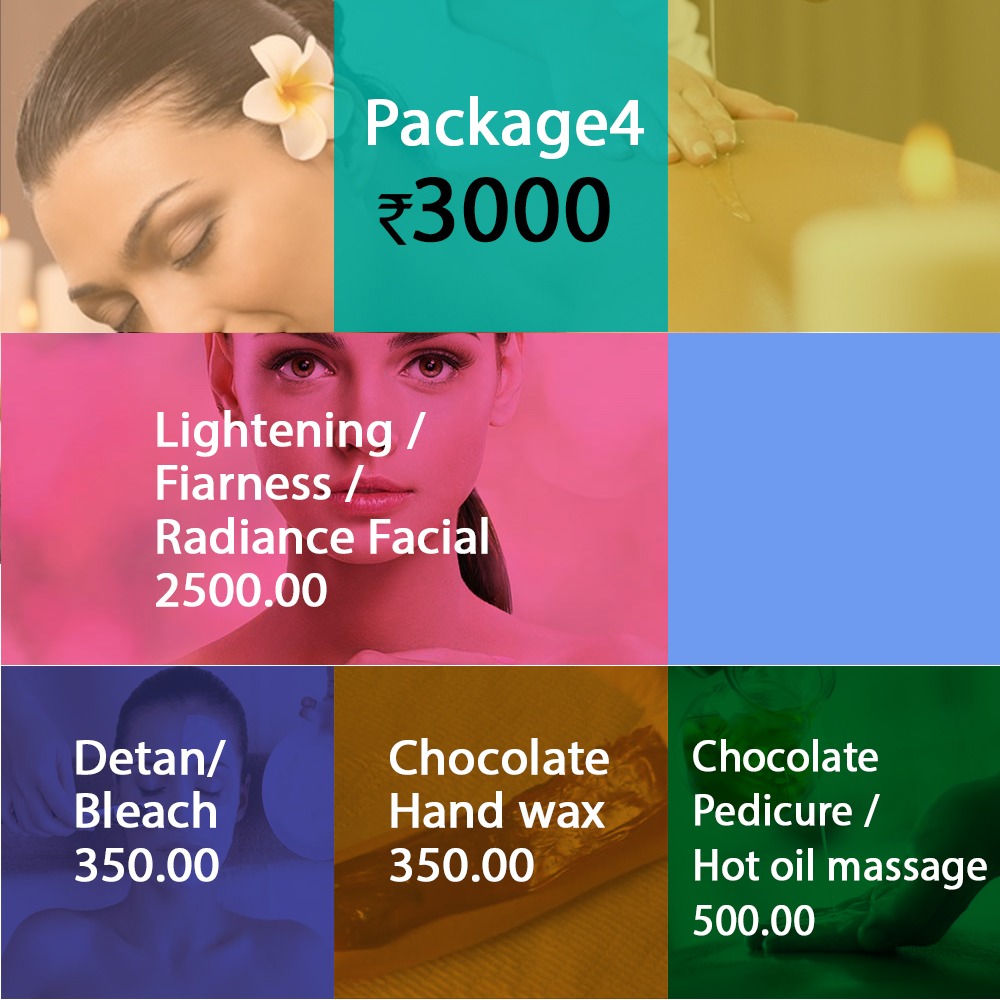 Package4
₹3000
Lightening /
Fiarness /
Radiance Facial
2500.00
Detan/
Bleach
350.00
Chocolate
Hand wax
350.00
Chocolate
Pedicure /
Hot oil massage
500.00